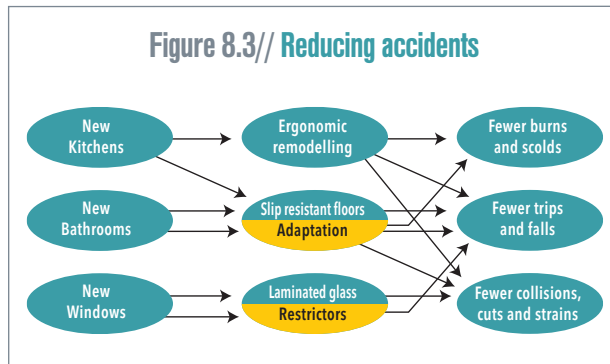 Figure 8.3// Reducing accidents
New
Kitchens
Ergonomic
remodelling
Fewer burns
and scolds
New
Bathrooms
Slip resistant floors
Adaptation
Fewer trips
and falls
New
Windows
Laminated glass
Restrictors
Fewer collisions,
cuts and strains